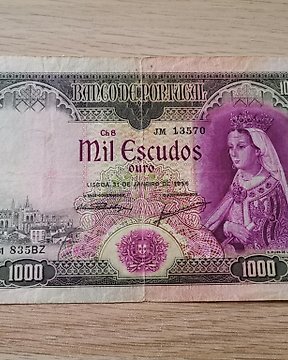 BANCO DE PORTUGAL
Ch 8
JM 13570
Mil Escudos
ouro
LISBOA, 31 DE JANEIRO DE 1956
835BZ
1000
1000